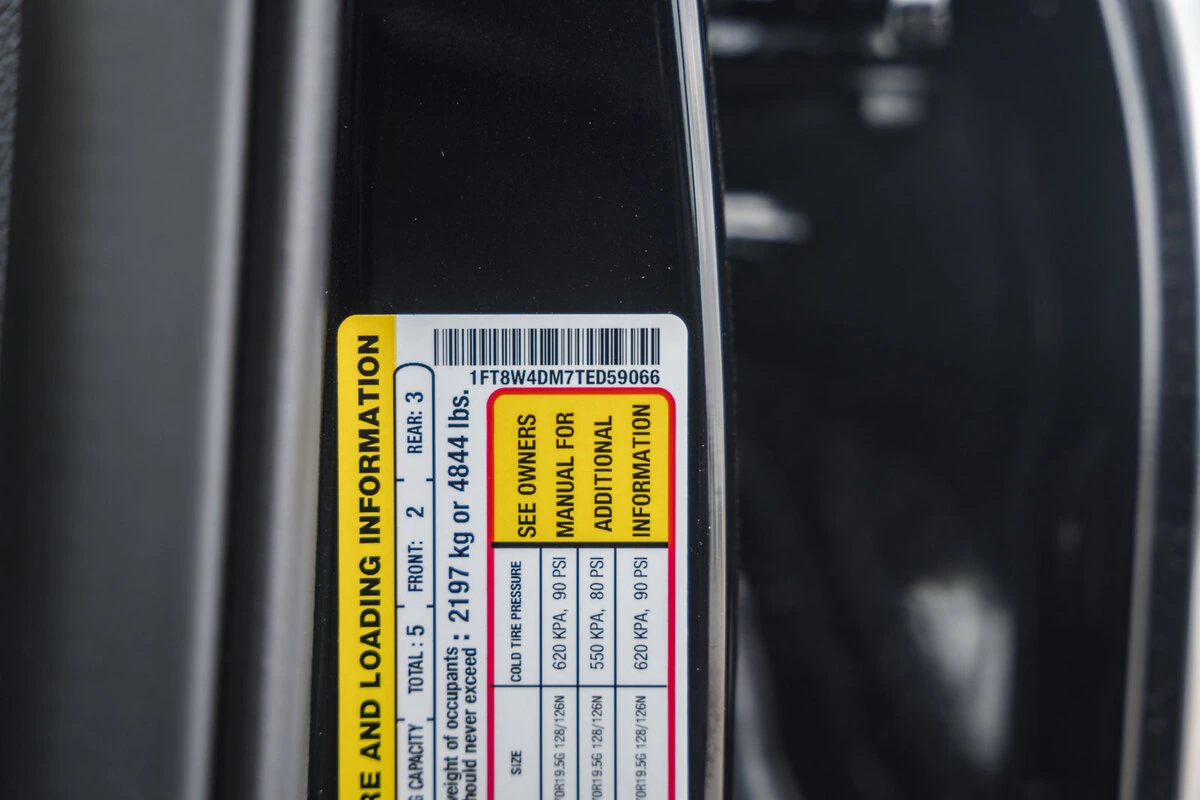 1FT8W4DM7TED59066
RE AND LOADING INFORMATION
G CAPACITY TOTAL: 5 FRONT: 2 REAR: 3
weight of occupants
hould never exceed : 2197 kg or 4844 lbs.
SIZE COLD TIRE PRESSURE
70R19.5G 128/126N 620 KPA, 90 PSI
70R19.5G 128/126N 550 KPA, 80 PSI
70R19.5G 128/126N 620 KPA, 90 PSI
SEE OWNERS
MANUAL FOR
ADDITIONAL
INFORMATION